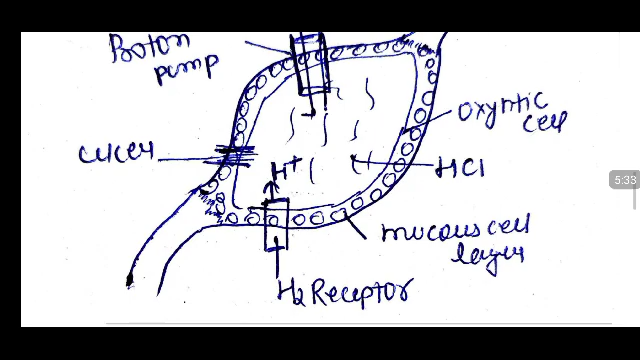 Proton
pump
Oxyntic
cell
Ulcer
H+
HCl
mucous cell
layer
H2 Receptor
5:33